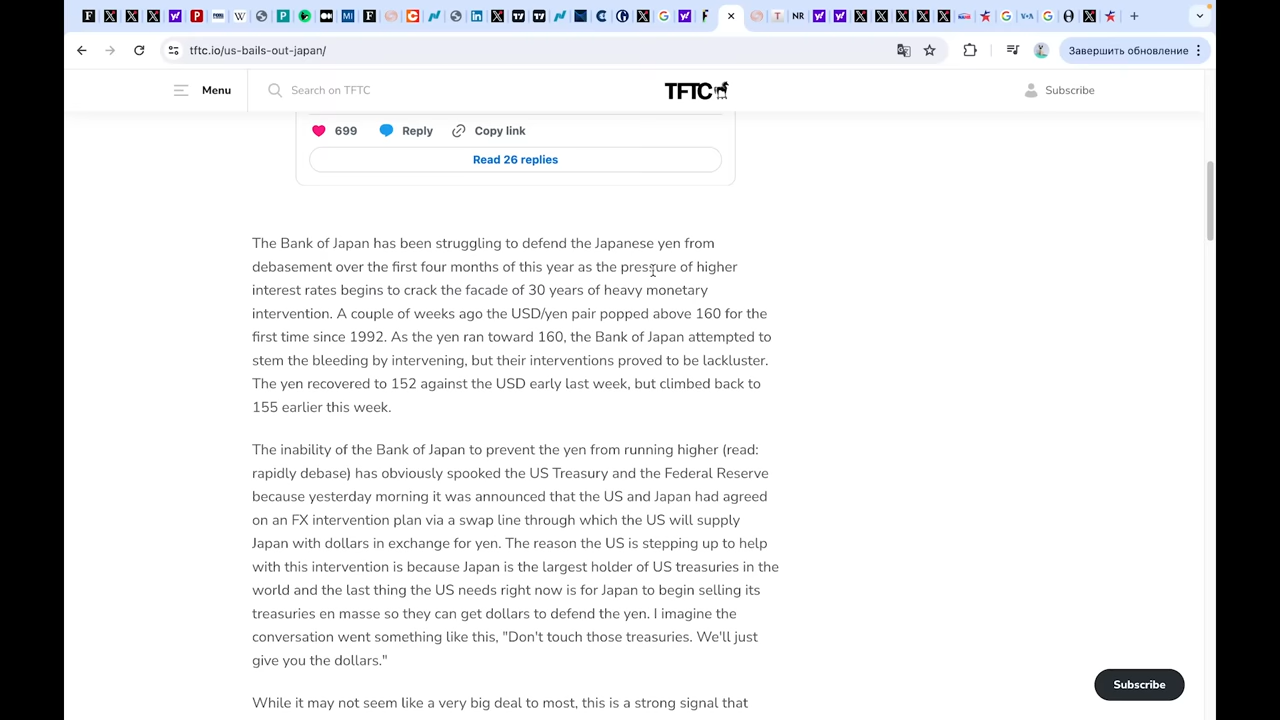 tftc.io/us-bails-out-japan/
Завершить обновление
Menu
Search on TFTC
TFTC
Subscribe
699
Reply
Copy link
Read 26 replies
The Bank of Japan has been struggling to defend the Japanese yen from
debasement over the first four months of this year as the pressure of higher
interest rates begins to crack the facade of 30 years of heavy monetary
intervention. A couple of weeks ago the USD/yen pair popped above 160 for the
first time since 1992. As the yen ran toward 160, the Bank of Japan attempted to
stem the bleeding by intervening, but their interventions proved to be lackluster.
The yen recovered to 152 against the USD early last week, but climbed back to
155 earlier this week.
The inability of the Bank of Japan to prevent the yen from running higher (read:
rapidly debase) has obviously spooked the US Treasury and the Federal Reserve
because yesterday morning it was announced that the US and Japan had agreed
on an FX intervention plan via a swap line through which the US will supply
Japan with dollars in exchange for yen. The reason the US is stepping up to help
with this intervention is because Japan is the largest holder of US treasuries in the
world and the last thing the US needs right now is for Japan to begin selling its
treasuries en masse so they can get dollars to defend the yen. I imagine the
conversation went something like this, "Don't touch those treasuries. We'll just
give you the dollars."
Subscribe
While it may not seem like a very big deal to most, this is a strong signal that